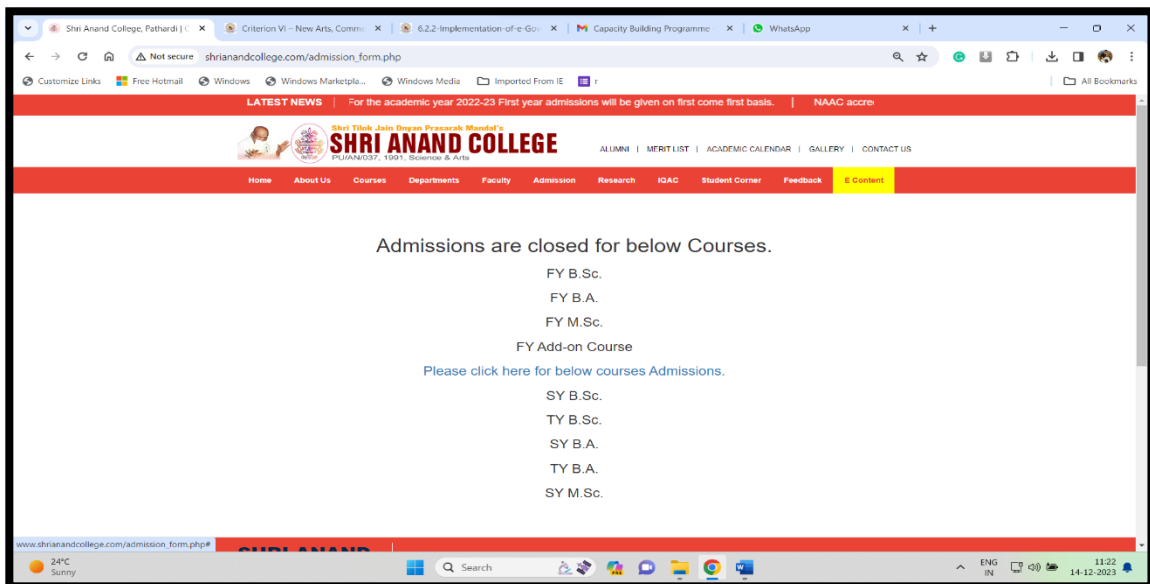 Shri Anand College, Pathardi | C
Criterion VI – New Arts, Comme
6.2.2-Implementation-of-e-Gov
Capacity Building Programme
WhatsApp
Not secure shrianandcollege.com/admission_form.php
Customize Links Free Hotmail Windows Windows Marketpla... Windows Media Imported From IE r All Bookmarks
LATEST NEWS | For the academic year 2022-23 First year admissions will be given on first come first basis. | NAAC accre
Shri Tilok Jain Dnyan Prasarak Mandal's
SHRI ANAND COLLEGE
PU/AN/037, 1991, Science & Arts
ALUMNI | MERIT LIST | ACADEMIC CALENDAR | GALLERY | CONTACT US
Home About Us Courses Departments Faculty Admission Research IQAC Student Corner Feedback E Content
Admissions are closed for below Courses.
FY B.Sc.
FY B.A.
FY M.Sc.
FY Add-on Course
Please click here for below courses Admissions.
SY B.Sc.
TY B.Sc.
SY B.A.
TY B.A.
SY M.Sc.
www.shrianandcollege.com/admission_form.php#
SHRI ANAND
24°C
Sunny
Search
ENG
IN
11:22
14-12-2023